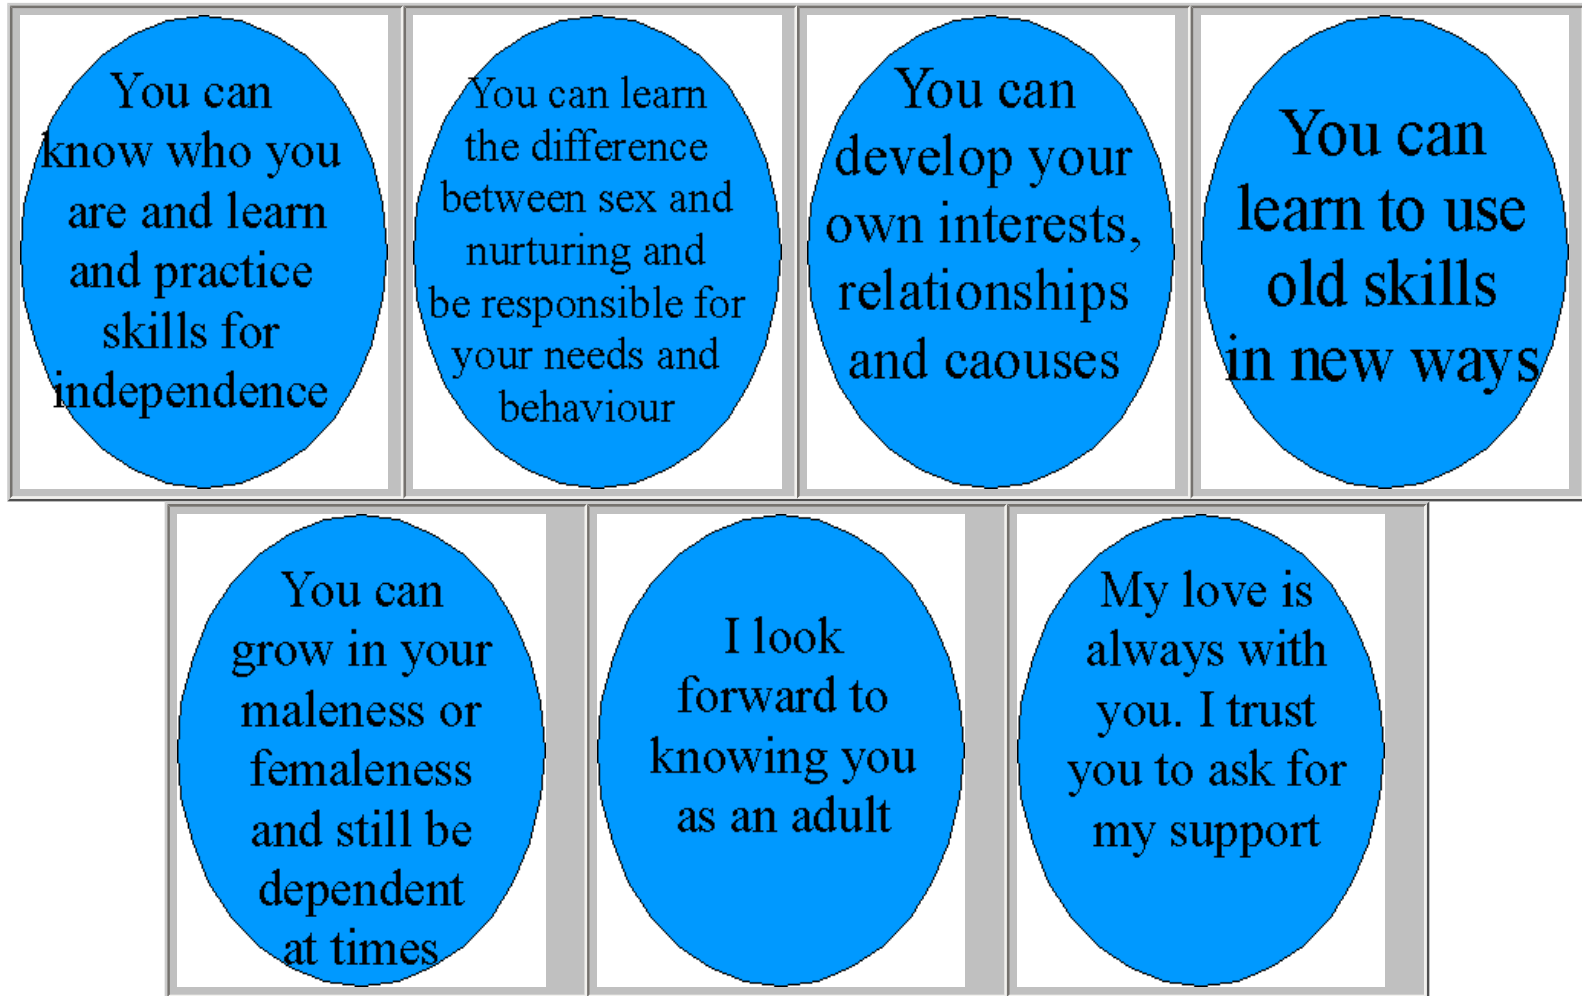 You can
know who you
are and learn
and practice
skills for
independence
You can learn
the difference
between sex and
nurturing and
be responsible for
your needs and
behaviour
You can
develop your
own interests,
relationships
and caouses
You can
learn to use
old skills
in new ways
You can
grow in your
maleness or
femaleness
and still be
dependent
at times
I look
forward to
knowing you
as an adult
My love is
always with
you. I trust
you to ask for
my support